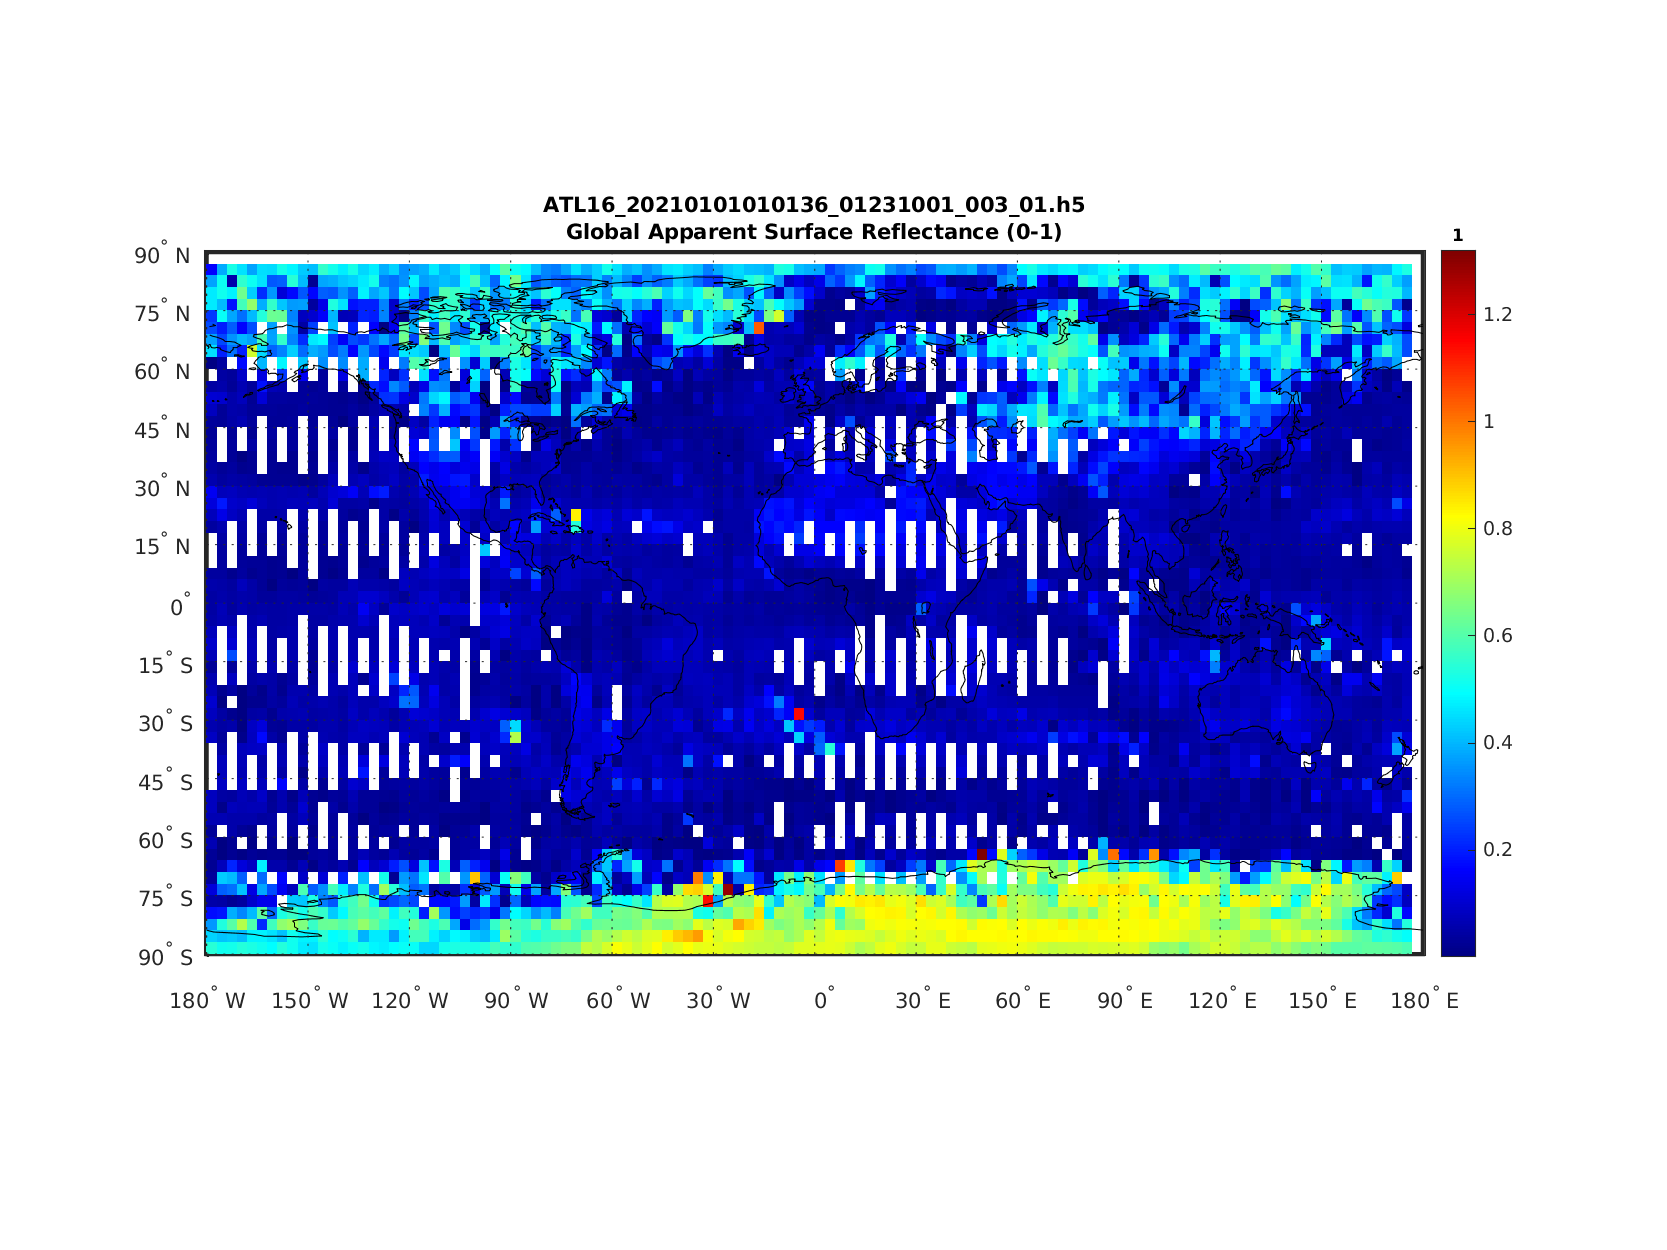 ATL16_20210101010136_01231001_003_01.h5
Global Apparent Surface Reflectance (0-1)
1
90° N
75° N
60° N
45° N
30° N
15° N
0°
15° S
30° S
45° S
60° S
75° S
90° S
180° W 150° W 120° W 90° W 60° W 30° W 0° 30° E 60° E 90° E 120° E 150° E 180° E
1.2
1
0.8
0.6
0.4
0.2